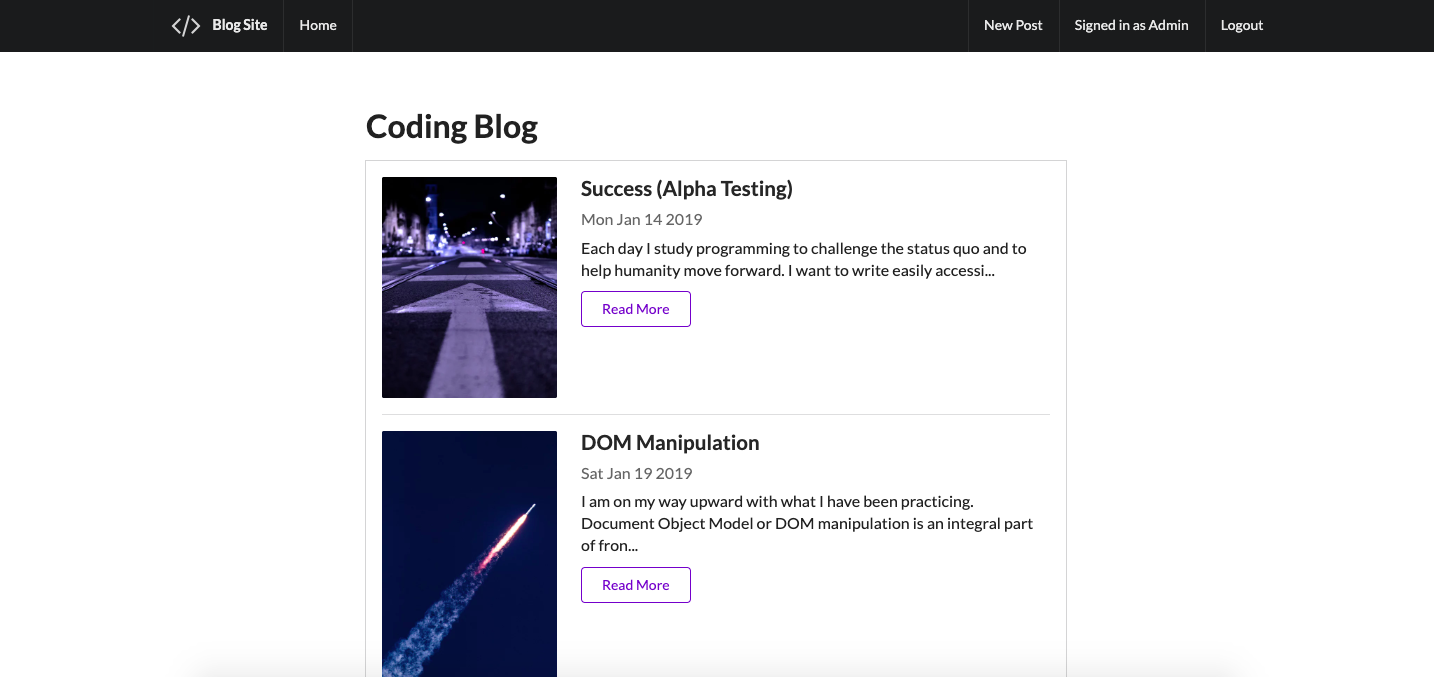 </> Blog Site Home New Post Signed in as Admin Logout
Coding Blog
Success (Alpha Testing)
Mon Jan 14 2019
Each day I study programming to challenge the status quo and to
help humanity move forward. I want to write easily accessi...
Read More
DOM Manipulation
Sat Jan 19 2019
I am on my way upward with what I have been practicing.
Document Object Model or DOM manipulation is an integral part
of fron...
Read More